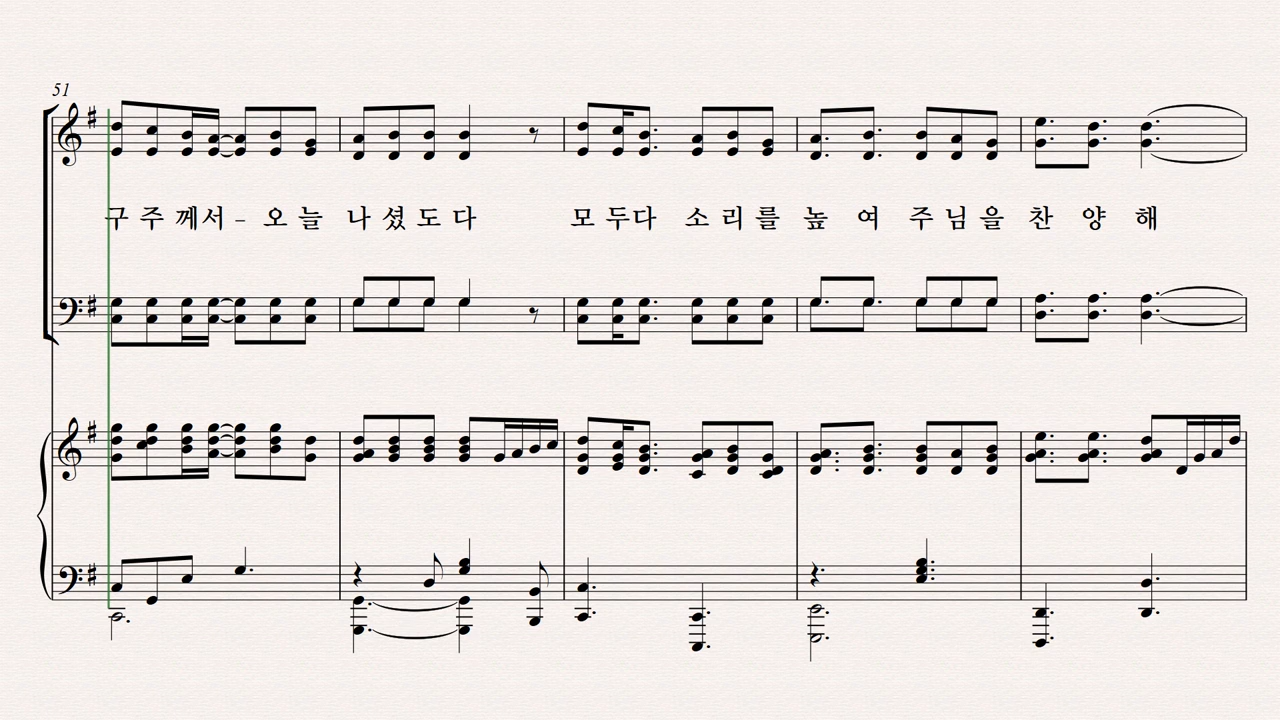 51
구 주 께서 - 오 늘 나 셨 도 다 모 두다 소 리 를 높 여 주 님 을 찬 양 해